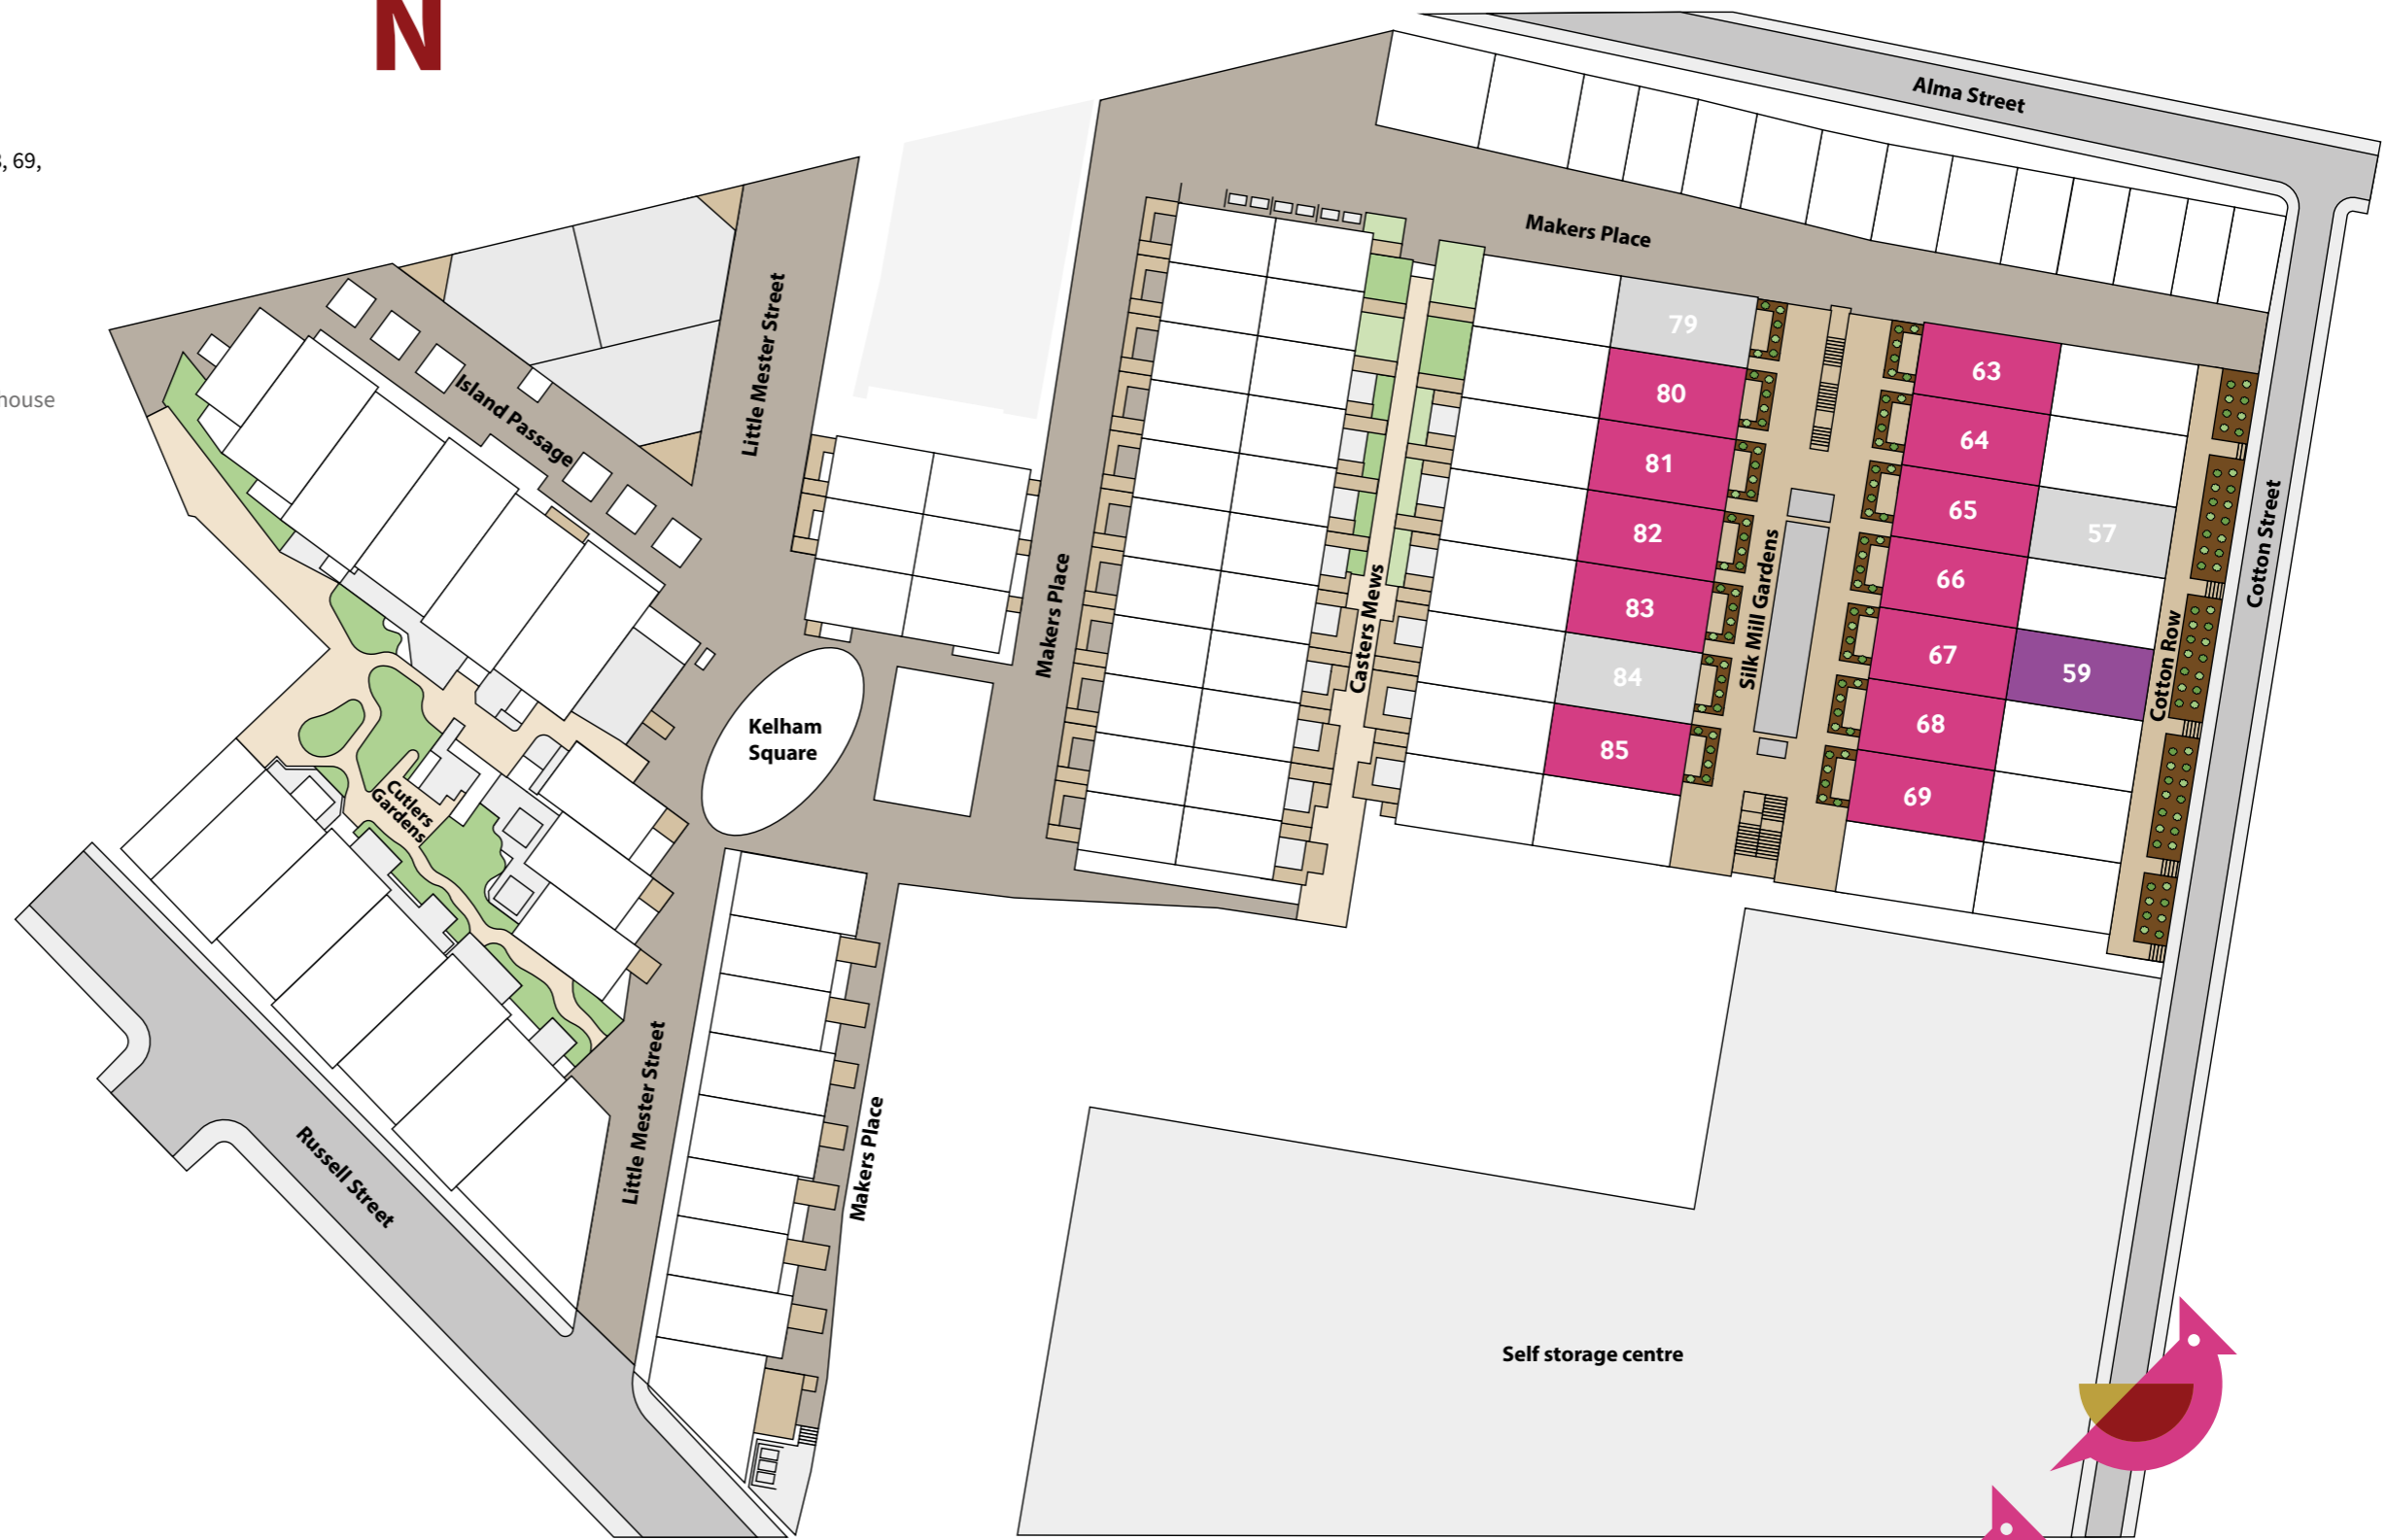 N
, 69,
house
Alma Street
Makers Place
Little Mester Street
Island Passage
79
80
81
82
83
84
85
63
64
65
66
67
68
69
57
59
Silk Mill Gardens
Casters Mews
Makers Place
Cotton Row
Cotton Street
Kelham
Square
Cutlers
Gardens
Little Mester Street
Makers Place
Russell Street
Self storage centre